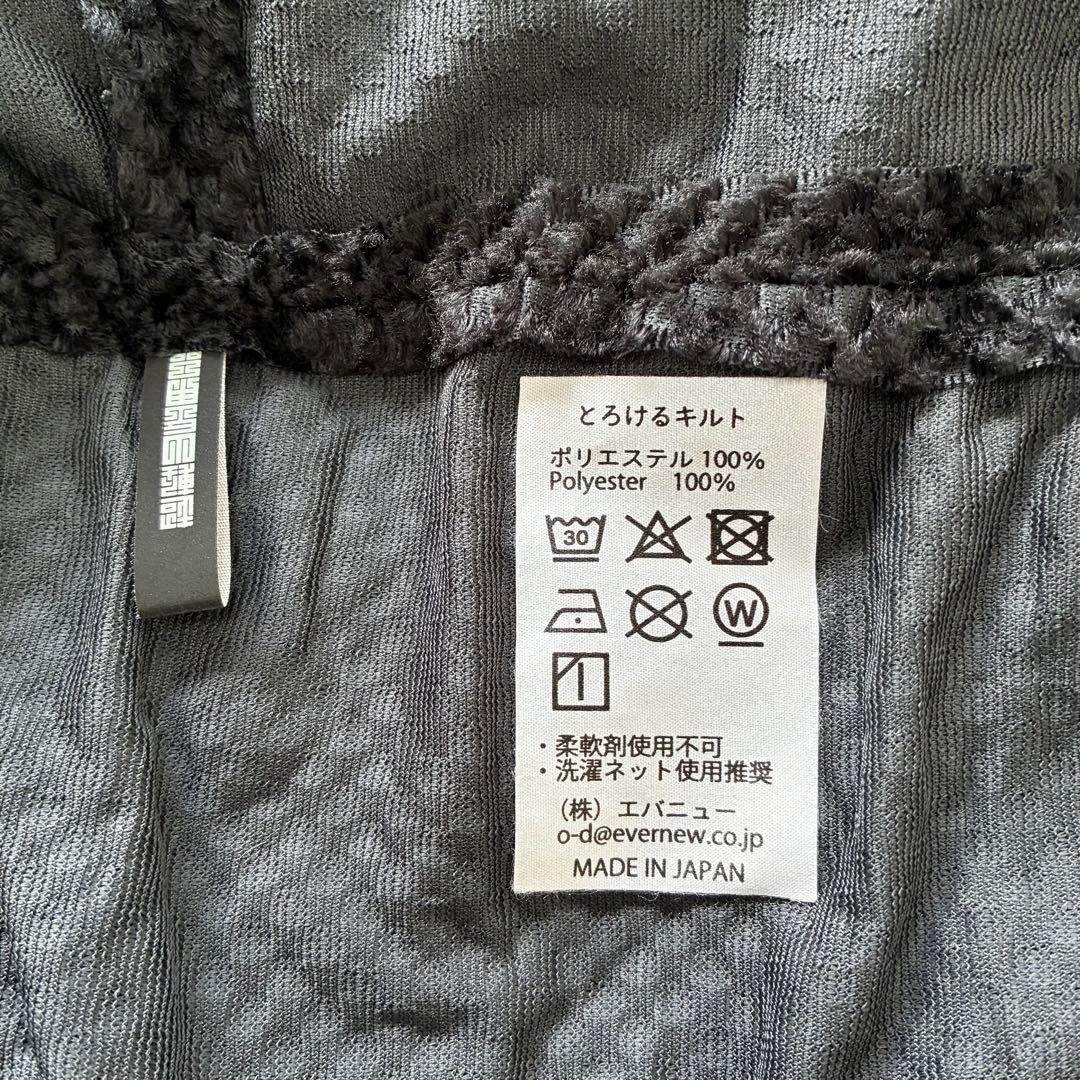 とろけるキルト
ポリエステル 100%
Polyester 100%
30
W
・柔軟剤使用不可
・洗濯ネット使用推奨
（株）エバニュー
o-d@evernew.co.jp
MADE IN JAPAN